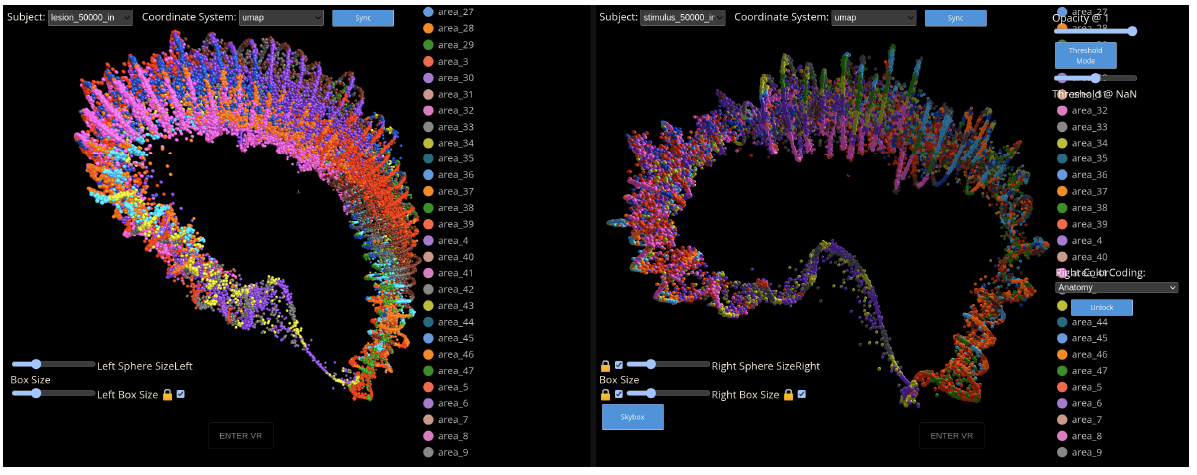 Subject: lesion_50000_in Coordinate System: umap Sync
area_27
area_28
area_29
area_3
area_30
area_31
area_32
area_33
area_34
area_35
area_36
area_37
area_38
area_39
area_4
area_40
area_41
area_42
area_43
area_44
area_45
area_46
area_47
area_5
area_6
area_7
area_8
area_9
Left Sphere SizeLeft
Box Size
Left Box Size
ENTER VR
Subject: stimulus_50000_ir Coordinate System: umap Sync
area_27
Opacity @ 1
area_28
Threshold
Mode
Threshold @ NaN
area_32
area_33
area_34
area_35
area_36
area_37
area_38
area_39
area_4
area_40
Right Color Coding:
Anatomy
Unlock
area_44
area_45
area_46
area_47
area_5
area_6
area_7
area_8
area_9
Right Sphere SizeRight
Box Size
Right Box Size
Skybox
ENTER VR